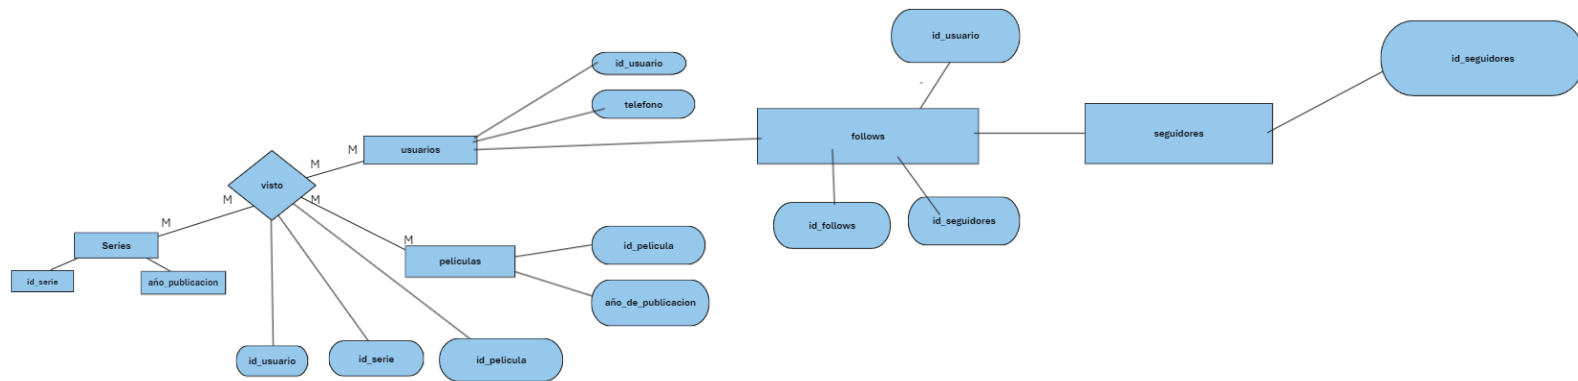 id_usuario
id_seguidores
id_usuario
telefono
follows
seguidores
usuarios
M
M
visto
M
M
M
Series
M
peliculas
id_follows
id_seguidores
id_pelicula
id_serie
año_publicacion
año_de_publicacion
id_usuario
id_serie
id_pelicula